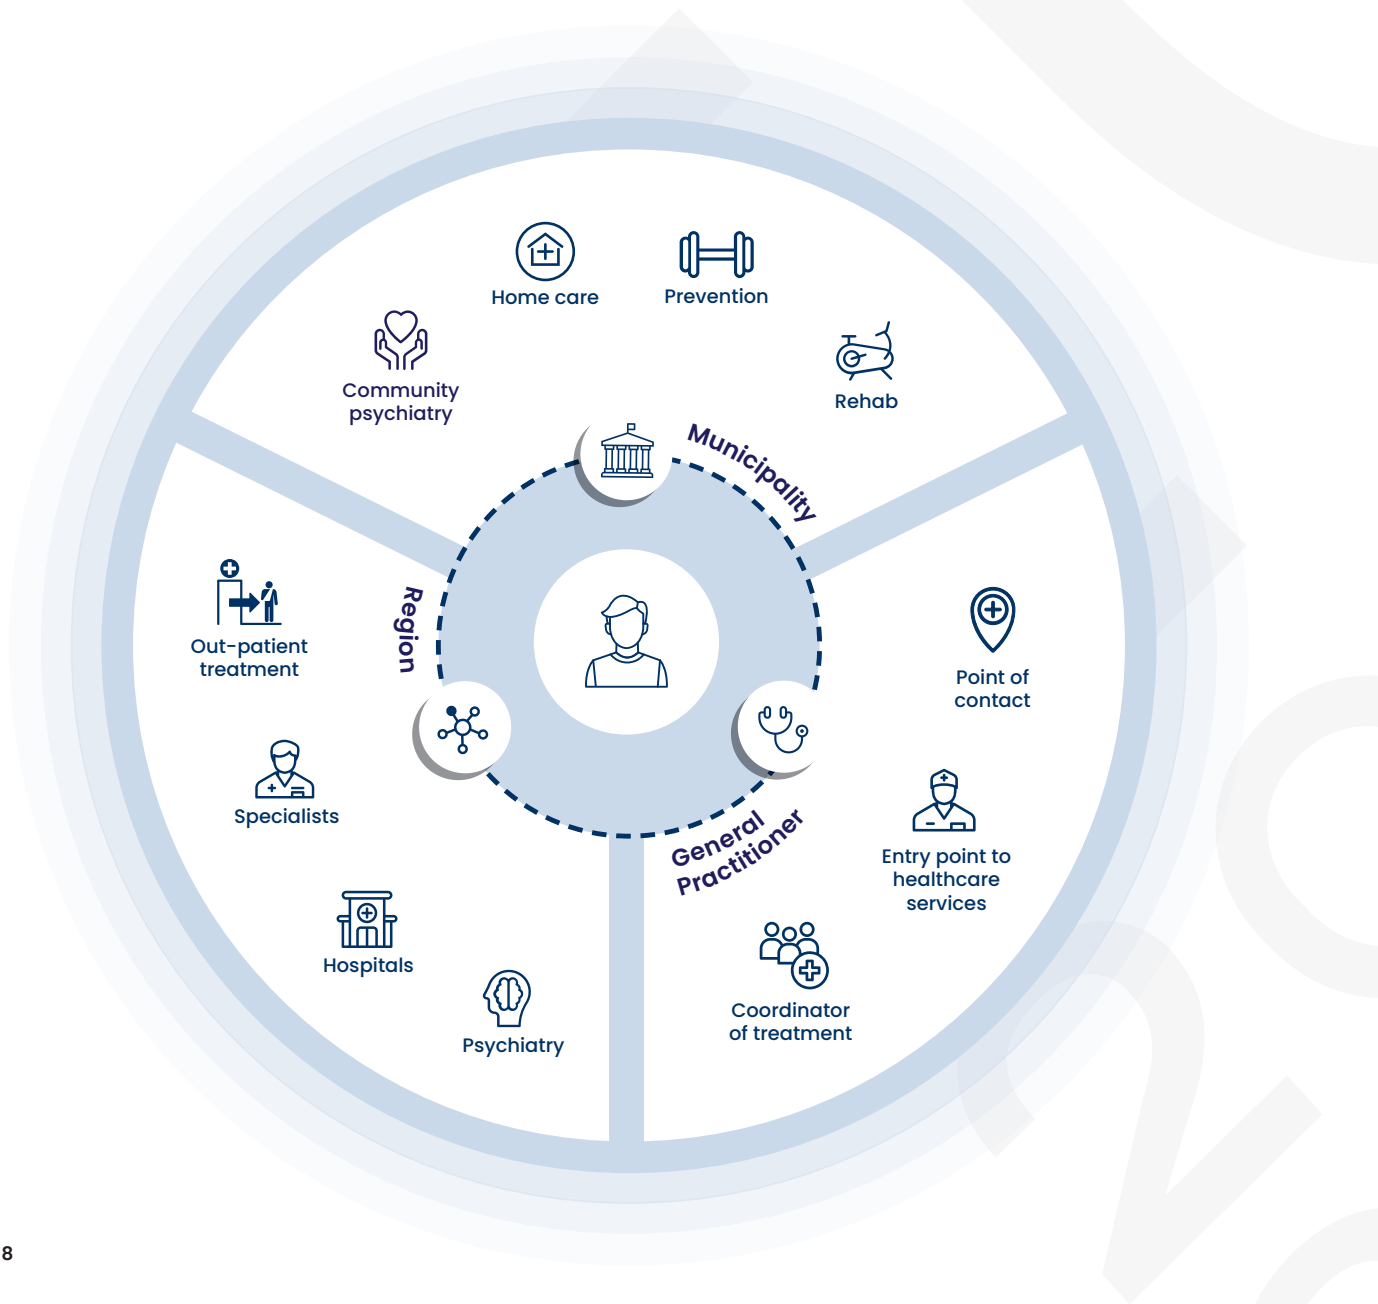 Home care
Prevention
Community
psychiatry
Rehab
Municipality
Region
Out-patient
treatment
Point of
contact
Specialists
General
Practitioner
Entry point to
healthcare
services
Hospitals
Psychiatry
Coordinator
of treatment
8